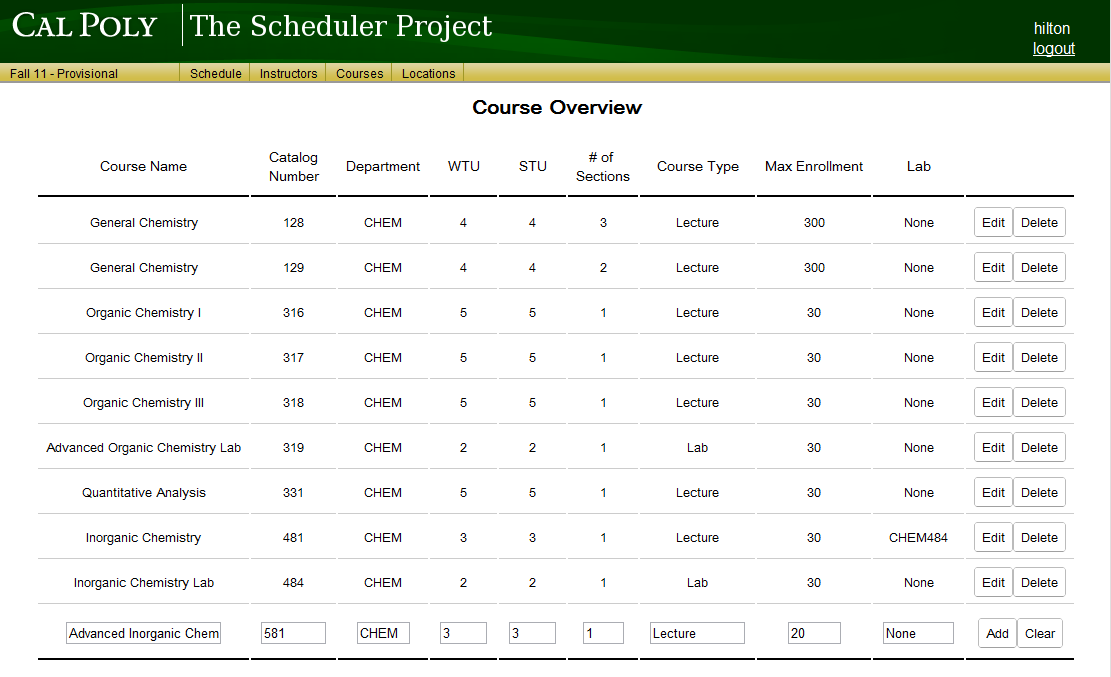 CAL POLY The Scheduler Project
hilton
logout
Fall 11 - Provisional Schedule Instructors Courses Locations
Course Overview
Course Name Catalog Number Department WTU STU # of Sections Course Type Max Enrollment Lab
General Chemistry 128 CHEM 4 4 3 Lecture 300 None Edit Delete
General Chemistry 129 CHEM 4 4 2 Lecture 300 None Edit Delete
Organic Chemistry I 316 CHEM 5 5 1 Lecture 30 None Edit Delete
Organic Chemistry II 317 CHEM 5 5 1 Lecture 30 None Edit Delete
Organic Chemistry III 318 CHEM 5 5 1 Lecture 30 None Edit Delete
Advanced Organic Chemistry Lab 319 CHEM 2 2 1 Lab 30 None Edit Delete
Quantitative Analysis 331 CHEM 5 5 1 Lecture 30 None Edit Delete
Inorganic Chemistry 481 CHEM 3 3 1 Lecture 30 CHEM484 Edit Delete
Inorganic Chemistry Lab 484 CHEM 2 2 1 Lab 30 None Edit Delete
Advanced Inorganic Chem 581 CHEM 3 3 1 Lecture 20 None Add Clear